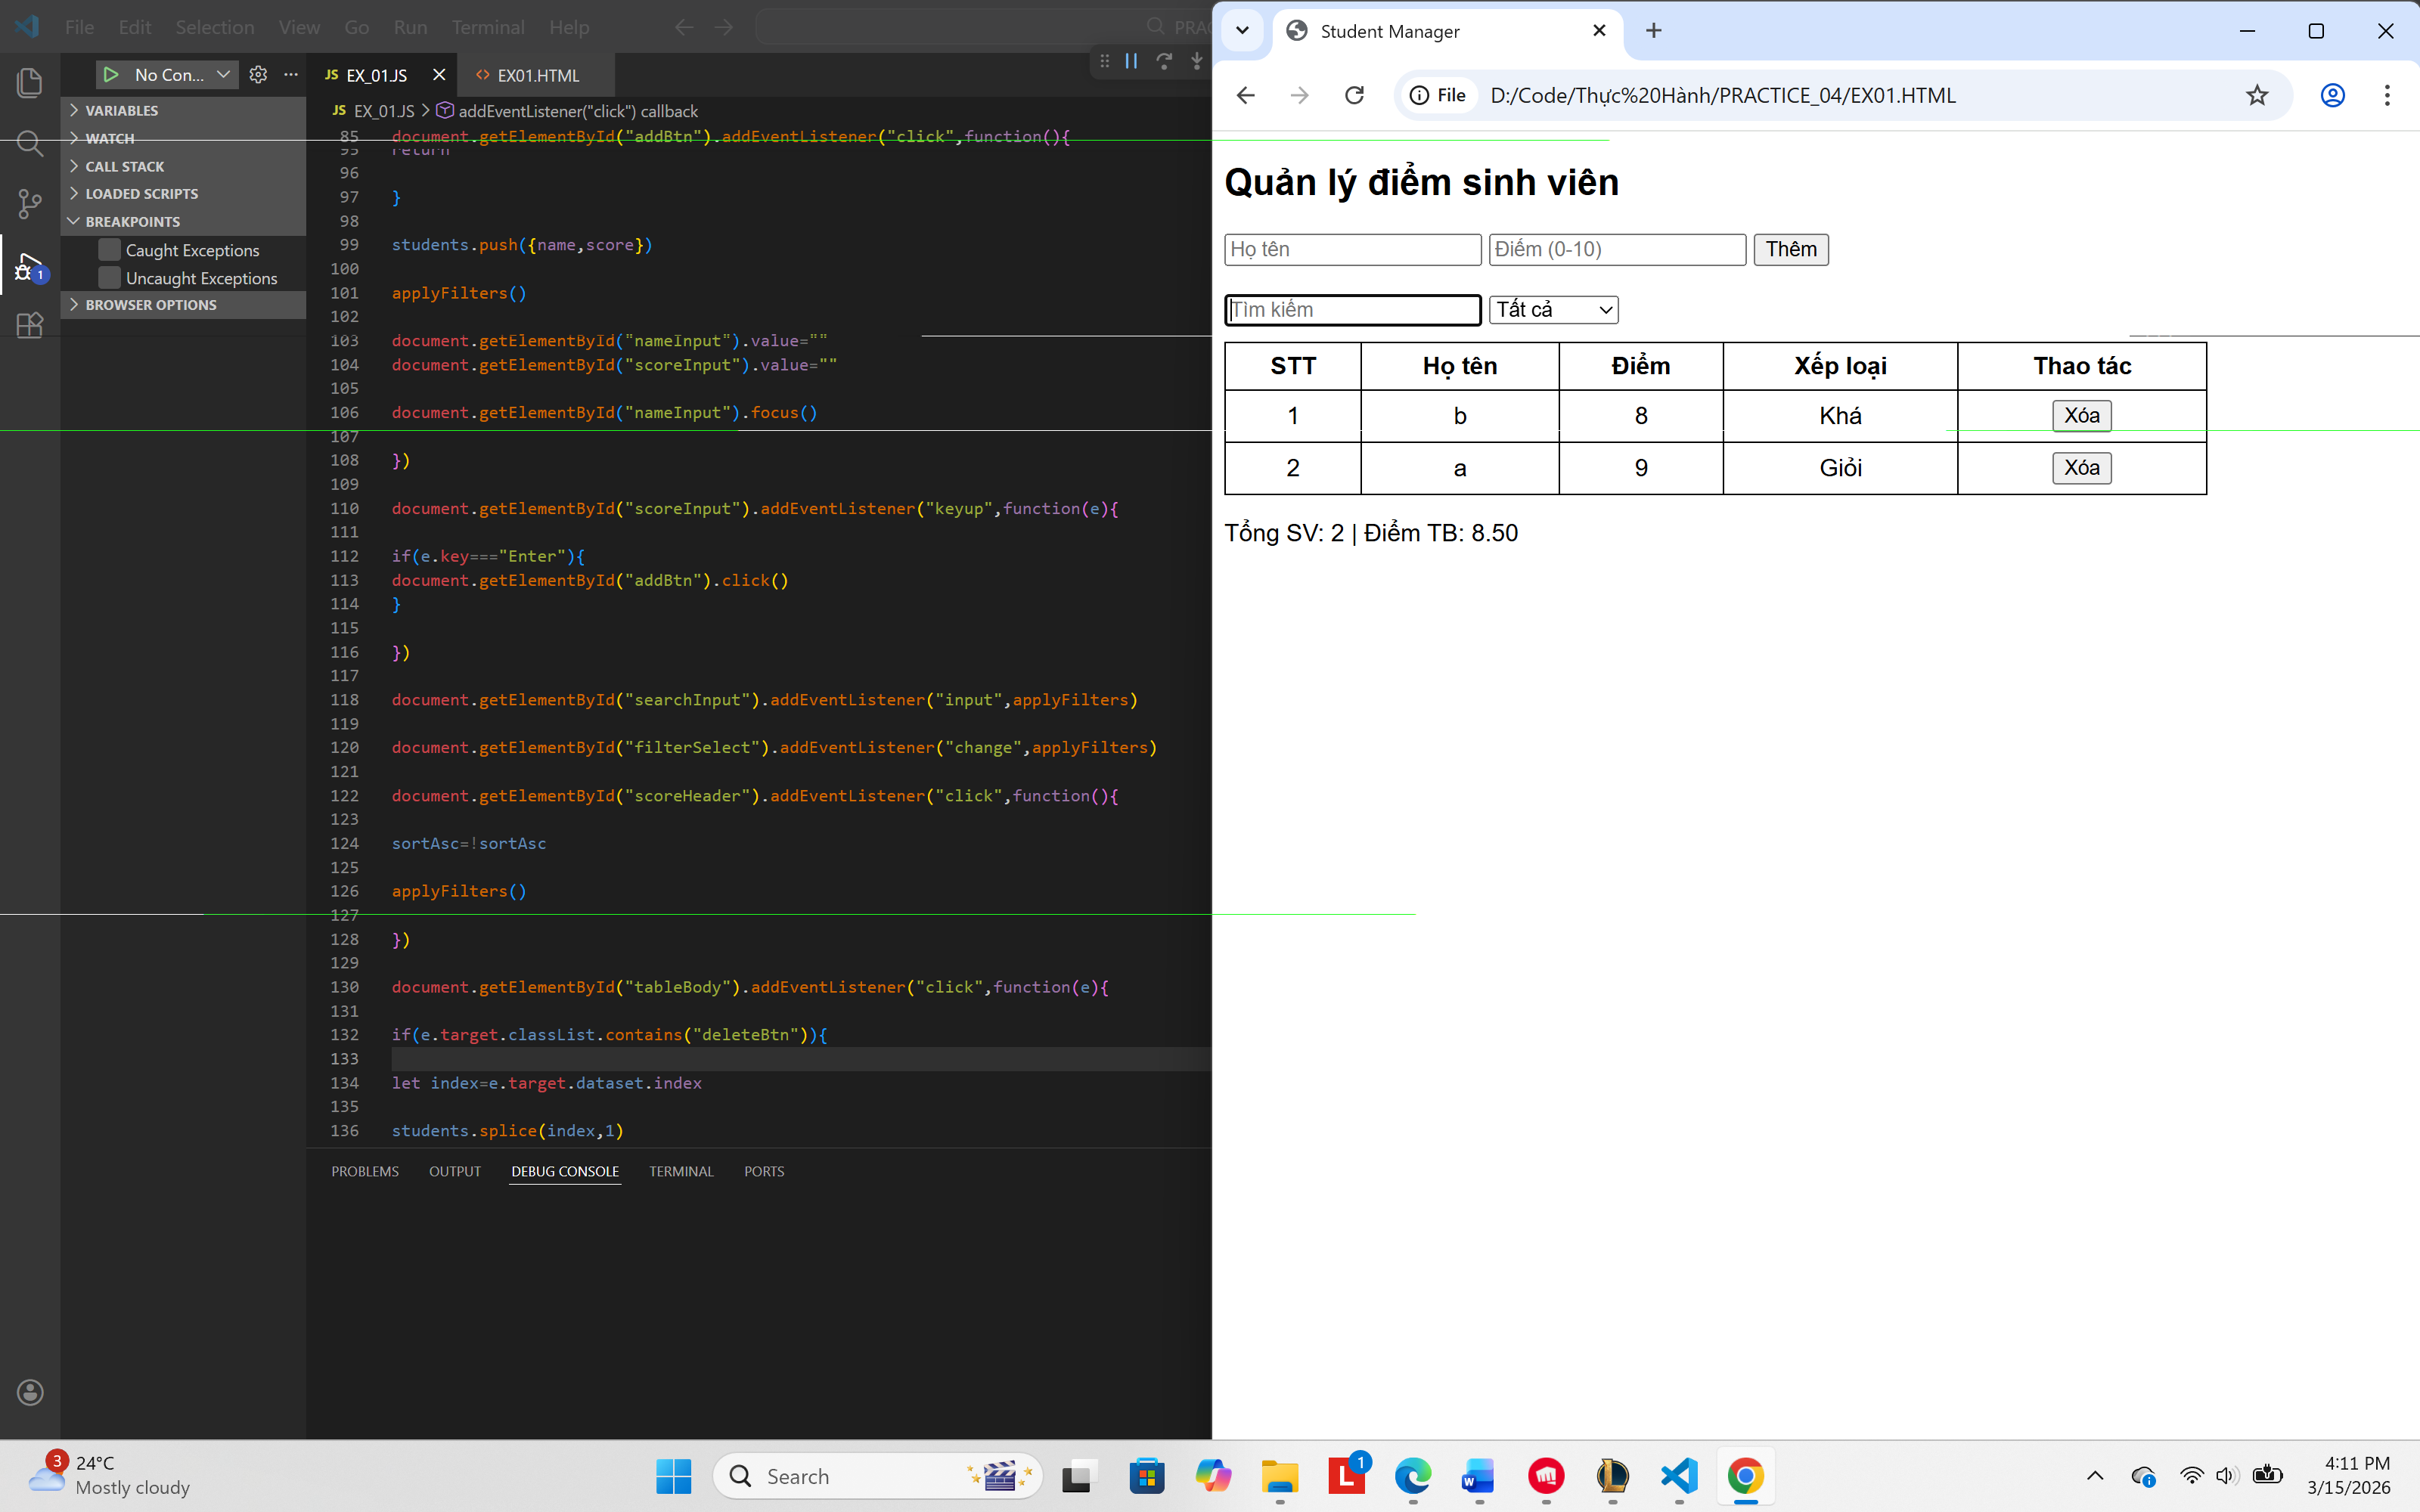 File Edit Selection View Go Run Terminal Help
No Con...
JS EX_01.JS
<> EX01.HTML
VARIABLES
WATCH
CALL STACK
LOADED SCRIPTS
BREAKPOINTS
Caught Exceptions
Uncaught Exceptions
BROWSER OPTIONS
1
JS EX_01.JS > addEventListener("click") callback
85 document.getElementById("addBtn").addEventListener("click",function(){
95 return
96
97 }
98
99 students.push({name,score})
100
101 applyFilters()
102
103 document.getElementById("nameInput").value=""
104 document.getElementById("scoreInput").value=""
105
106 document.getElementById("nameInput").focus()
107
108 })
109
110 document.getElementById("scoreInput").addEventListener("keyup",function(e){
111
112 if(e.key==="Enter"){
113 document.getElementById("addBtn").click()
114 }
115
116 })
117
118 document.getElementById("searchInput").addEventListener("input",applyFilters)
119
120 document.getElementById("filterSelect").addEventListener("change",applyFilters)
121
122 document.getElementById("scoreHeader").addEventListener("click",function(){
123
124 sortAsc=!sortAsc
125
126 applyFilters()
127
128 })
129
130 document.getElementById("tableBody").addEventListener("click",function(e){
131
132 if(e.target.classList.contains("deleteBtn")){
133
134 let index=e.target.dataset.index
135
136 students.splice(index,1)
PROBLEMS OUTPUT DEBUG CONSOLE TERMINAL PORTS
Student Manager
File D:/Code/Thực%20Hành/PRACTICE_04/EX01.HTML
Quản lý điểm sinh viên
Họ tên Điểm (0-10) Thêm
Tìm kiếm Tất cả
STT Họ tên Điểm Xếp loại Thao tác
1 b 8 Khá Xóa
2 a 9 Giỏi Xóa
Tổng SV: 2 | Điểm TB: 8.50
3
24°C
Mostly cloudy
Search
L 1
W
4:11 PM
3/15/2026